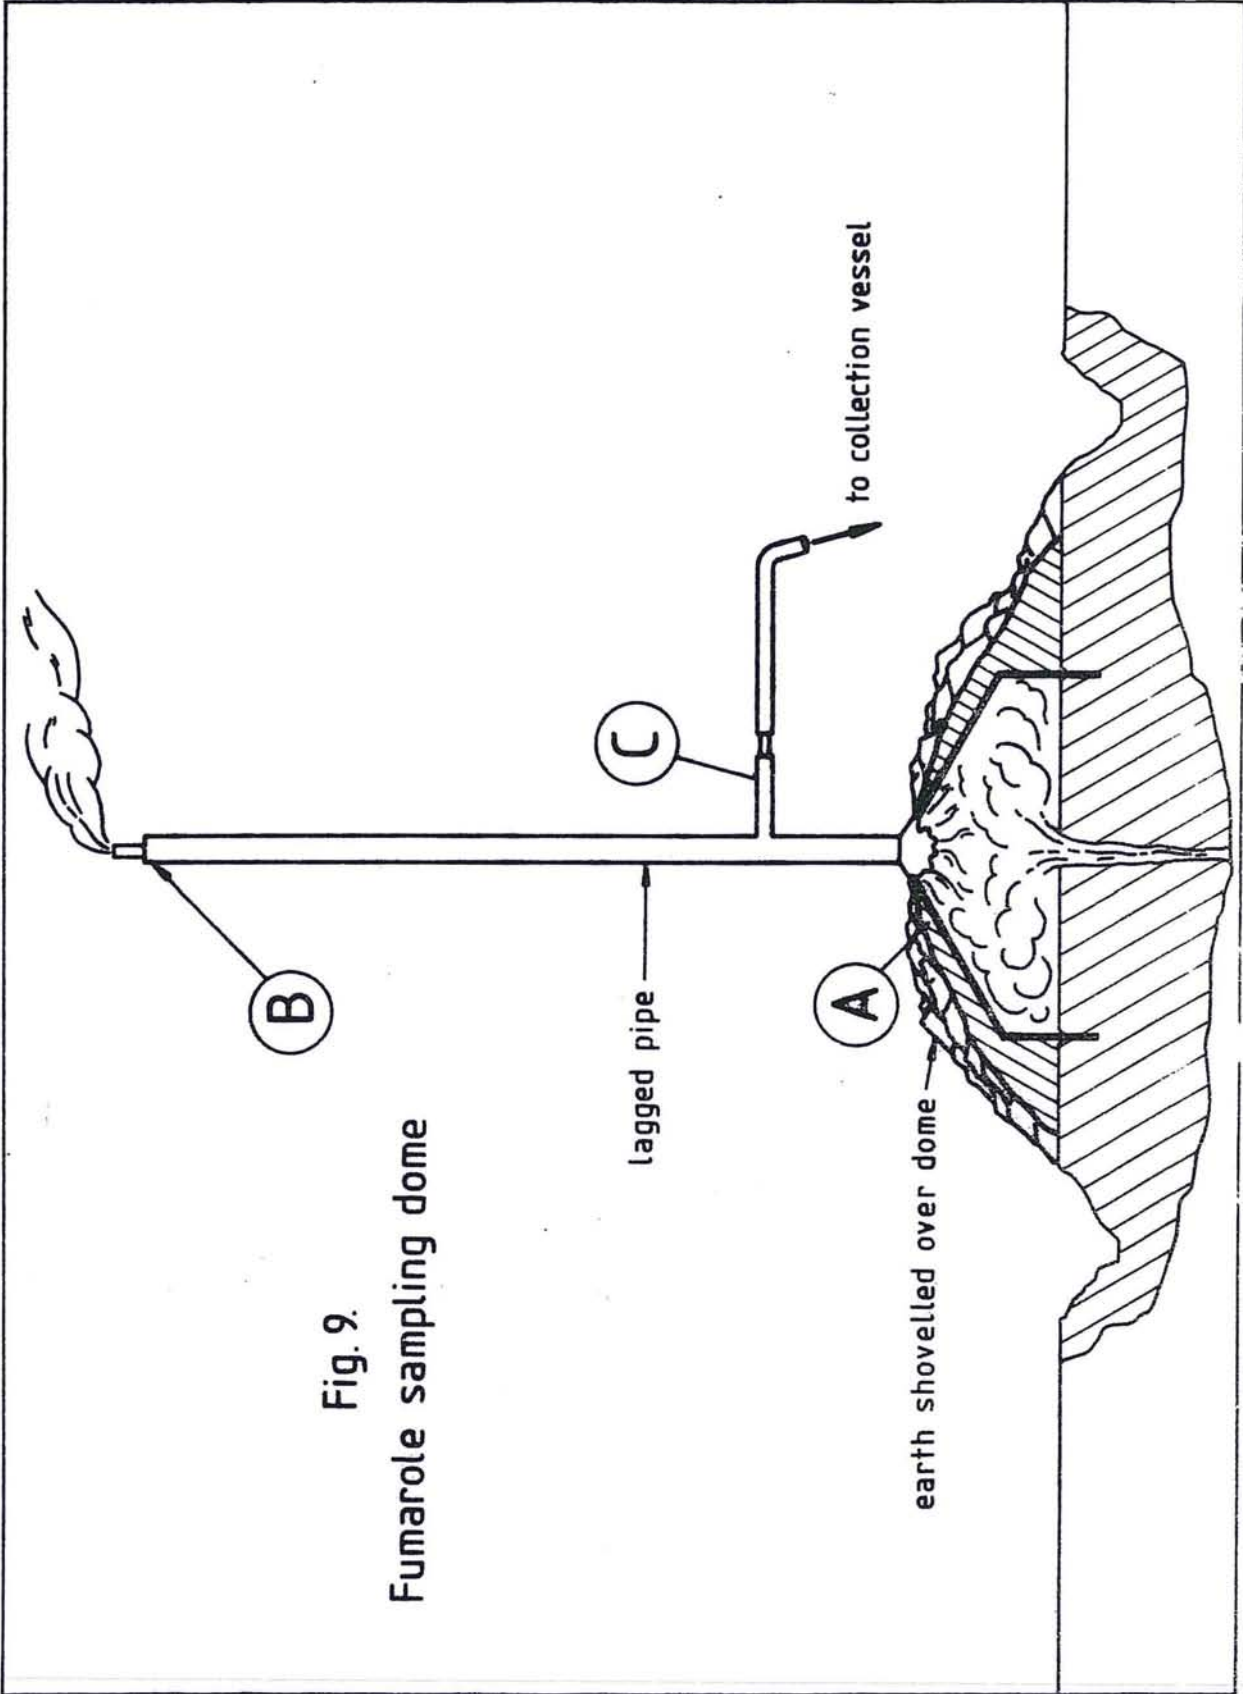 Fig. 9.
Fumarole sampling dome
B
lagged pipe
C
to collection vessel
A
earth shovelled over dome